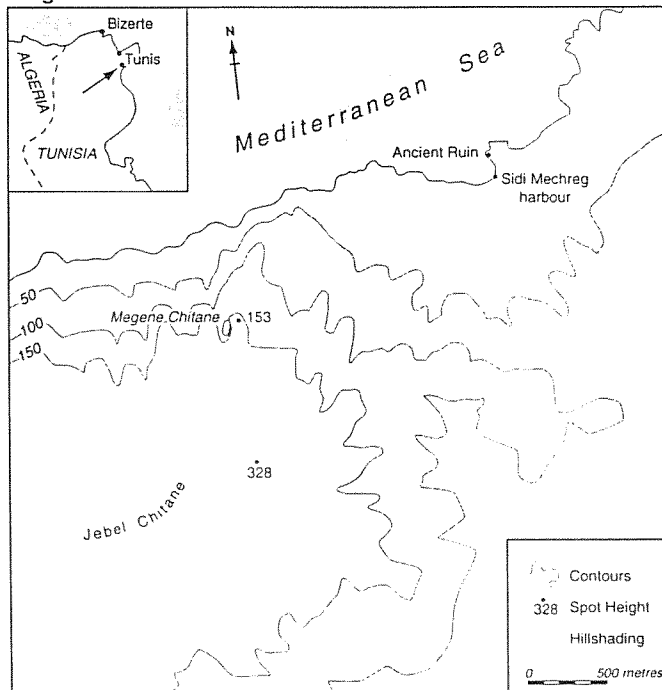 Bizerte
Tunis
ALGERIA
TUNISIA
N
Mediterranean Sea
Ancient Ruin
Sidi Mechreg
harbour
50
100
150
Megene Chitane
153
328
Jebel Chitane
Contours
328 Spot Height
Hillshading
0 500 metres